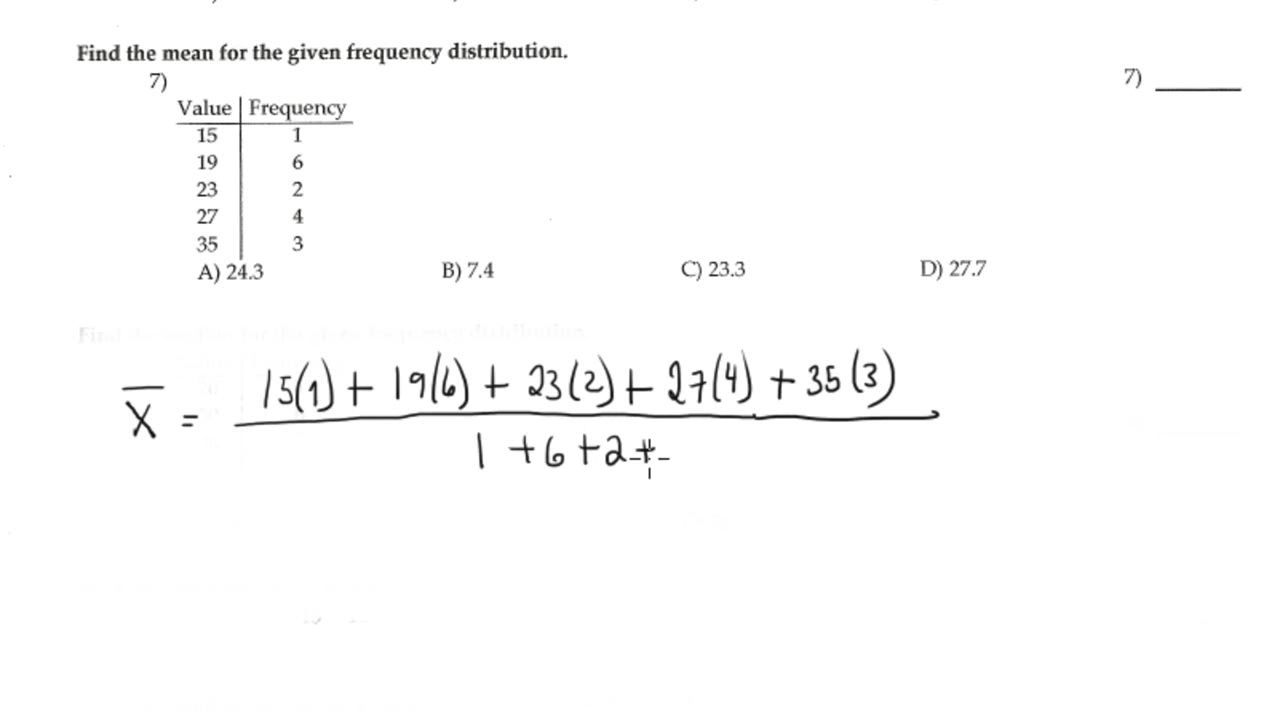 Find the mean for the given frequency distribution.
7)
7) ______
Value Frequency
15 1
19 6
23 2
27 4
35 3
A) 24.3 B) 7.4 C) 23.3 D) 27.7
X̅ = 15(1) + 19(6) + 23(2) + 27(4) + 35(3)
1 + 6 + 2 +